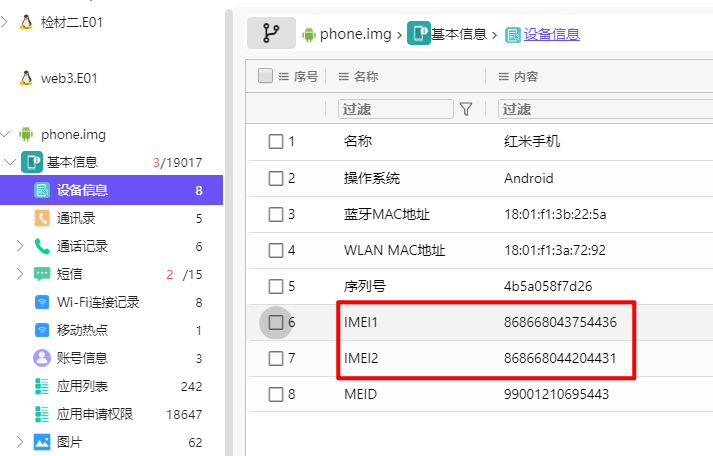 检材二.E01
web3.E01
phone.img
基本信息 3/19017
设备信息 8
通讯录 5
通话记录 6
短信 2 /15
Wi-Fi连接记录 8
移动热点 1
账号信息 3
应用列表 242
应用申请权限 18647
图片 62
phone.img › 基本信息 › 设备信息
序号 名称 内容
过滤 过滤
1 名称 红米手机
2 操作系统 Android
3 蓝牙MAC地址 18:01:f1:3b:22:5a
4 WLAN MAC地址 18:01:f1:3a:72:92
5 序列号 4b5a058f7d26
6 IMEI1 868668043754436
7 IMEI2 868668044204431
8 MEID 99001210695443